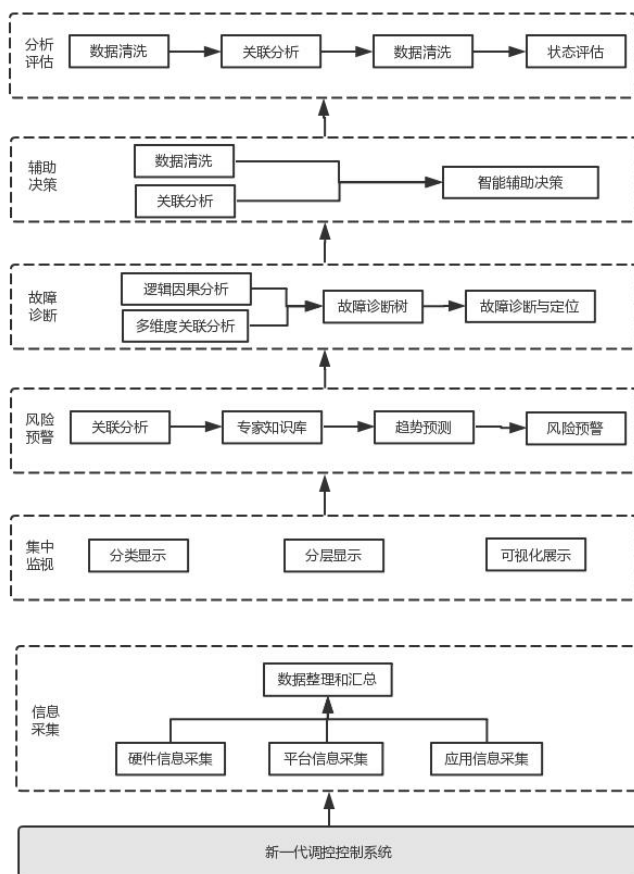 分析
评估
数据清洗
关联分析
数据清洗
状态评估
辅助
决策
数据清洗
关联分析
智能辅助决策
故障
诊断
逻辑因果分析
多维度关联分析
故障诊断树
故障诊断与定位
风险
预警
关联分析
专家知识库
趋势预测
风险预警
集中
监视
分类显示
分层显示
可视化展示
信息
采集
数据整理和汇总
硬件信息采集
平台信息采集
应用信息采集
新一代调控控制系统